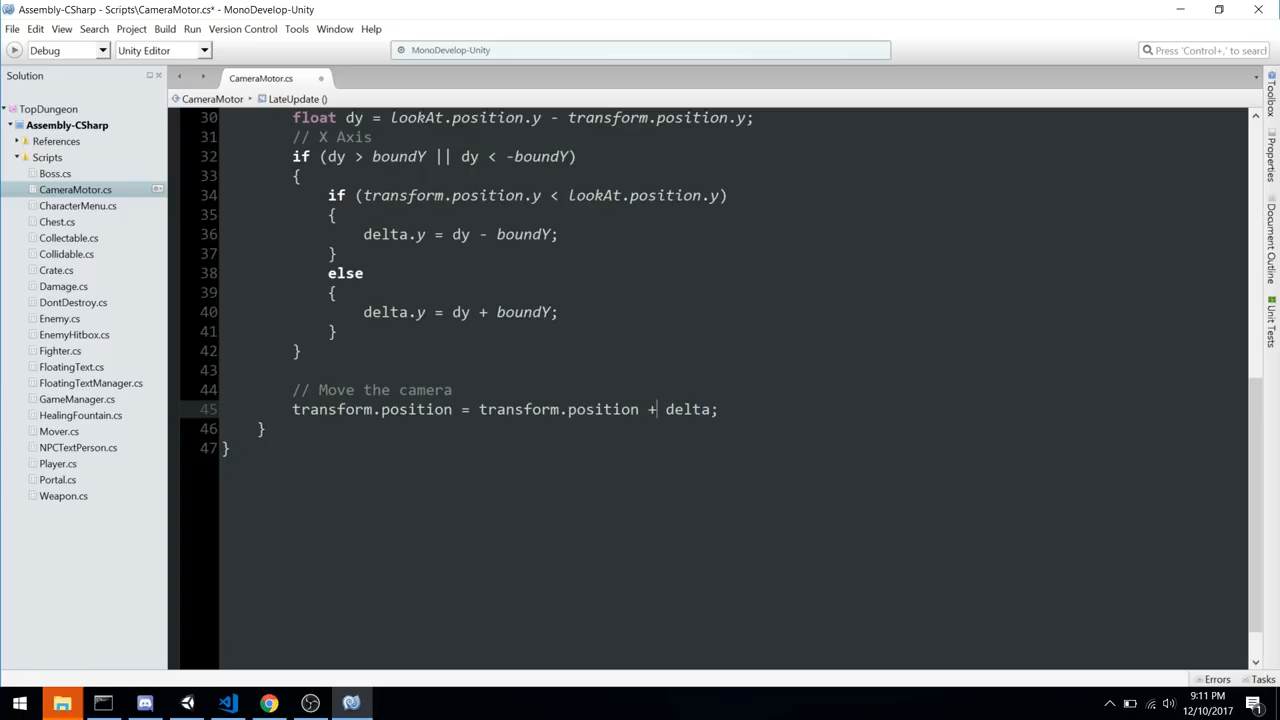 Assembly-CSharp - Scripts\CameraMotor.cs* - MonoDevelop-Unity
File Edit View Search Project Build Run Version Control Tools Window Help
Debug Unity Editor MonoDevelop-Unity Press 'Control+,' to search
Solution
CameraMotor.cs
CameraMotor LateUpdate ()
TopDungeon
Assembly-CSharp
References
Scripts
Boss.cs
CameraMotor.cs
CharacterMenu.cs
Chest.cs
Collectable.cs
Collidable.cs
Crate.cs
Damage.cs
DontDestroy.cs
Enemy.cs
EnemyHitbox.cs
Fighter.cs
FloatingText.cs
FloatingTextManager.cs
GameManager.cs
HealingFountain.cs
Mover.cs
NPCTextPerson.cs
Player.cs
Portal.cs
Weapon.cs
30 float dy = lookAt.position.y - transform.position.y;
31 // X Axis
32 if (dy > boundY || dy < -boundY)
33 {
34 if (transform.position.y < lookAt.position.y)
35 {
36 delta.y = dy - boundY;
37 }
38 else
39 {
40 delta.y = dy + boundY;
41 }
42 }
43
44 // Move the camera
45 transform.position = transform.position + delta;
46 }
47 }
Toolbox
Properties
Document Outline
Unit Tests
Errors Tasks
9:11 PM
12/10/2017
1